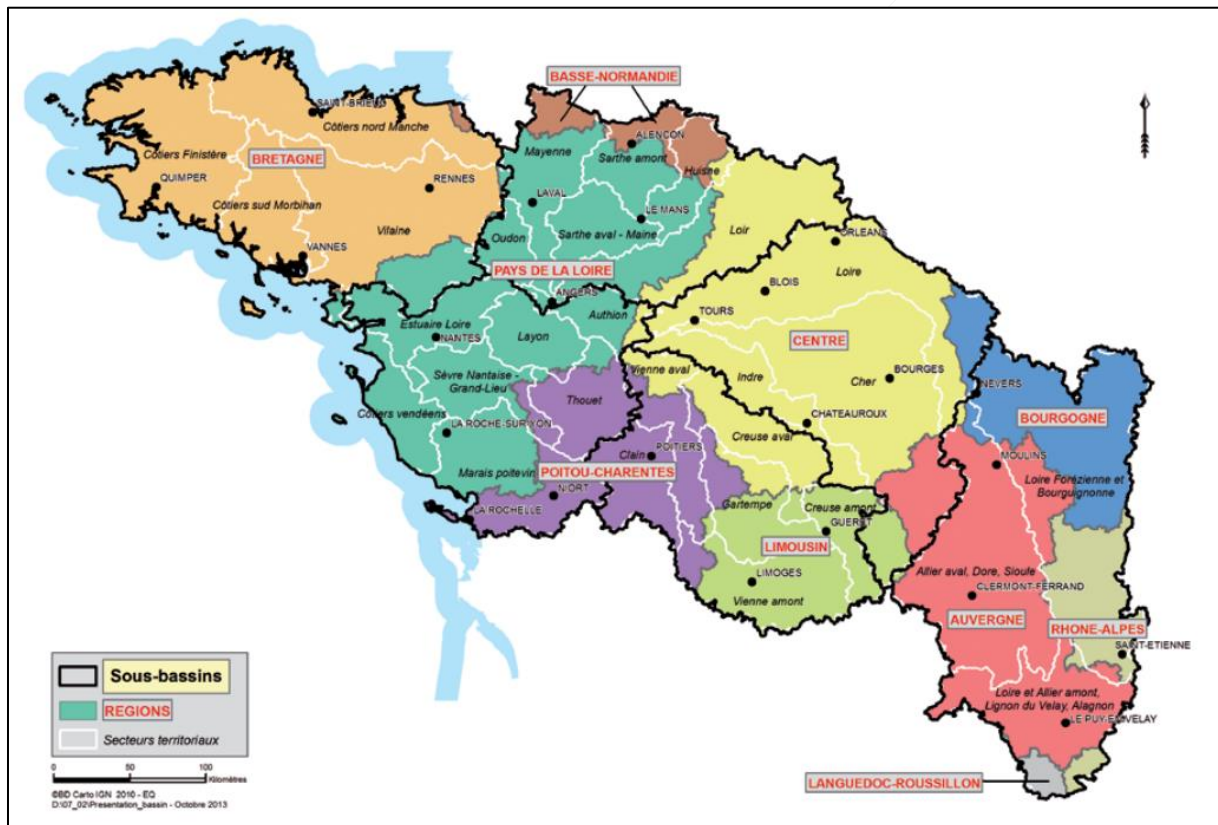 BASSE-NORMANDIE
SAINT-BRIEUC
Côtiers nord Manche
ALENCON
Mayenne
Sarthe amont
Côtiers Finistère
BRETAGNE
Huisne
QUIMPER
RENNES
LAVAL
LE MANS
Côtiers sud Morbihan
Vilaine
Oudon
Sarthe aval - Maine
Loir
ORLEANS
VANNES
PAYS DE LA LOIRE
Loire
BLOIS
ANGERS
Authion
TOURS
Estuaire Loire
NANTES
Layon
CENTRE
Vienne aval
Indre
BOURGES
Cher
NEVERS
Sèvre Nantaise -
Grand-Lieu
Thouet
Côtiers vendéens
CHATEAUROUX
BOURGOGNE
LA ROCHE-SUR-YON
Creuse aval
POITIERS
Clain
MOULINS
Marais poitevin
POITOU-CHARENTES
Loire Forézienne et
Bourguignonne
NIORT
LA ROCHELLE
Gartempe
Creuse amont
GUERET
LIMOUSIN
LIMOGES
Vienne amont
Allier aval, Dore, Sioule
CLERMONT-FERRAND
AUVERGNE
RHONE-ALPES
SAINT-ETIENNE
Loire et Allier amont,
Lignon du Velay, Alagnon
LE PUY-EN-VELAY
LANGUEDOC-ROUSSILLON
Sous-bassins
REGIONS
Secteurs territoriaux
0 50 100
Kilomètres
©BD Carto IGN 2010 - EQ
D:\07_02\Presentation_bassin - Octobre 2013